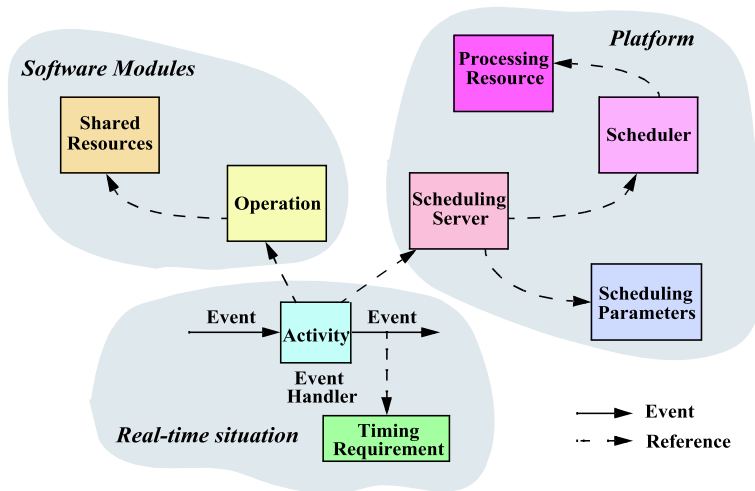 Software Modules
Shared
Resources
Operation
Platform
Processing
Resource
Scheduler
Scheduling
Server
Scheduling
Parameters
Event
Activity
Event
Event
Handler
Timing
Requirement
Real-time situation
Event
Reference